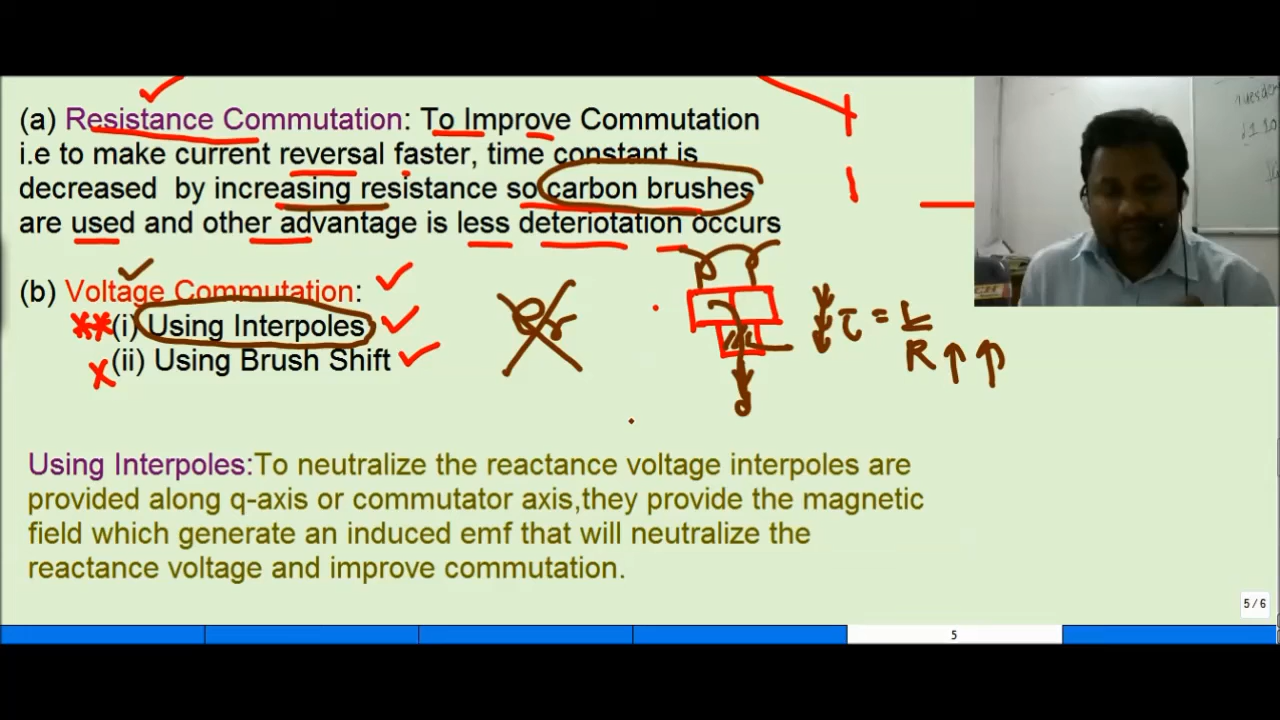 (a) Resistance Commutation: To Improve Commutation
i.e to make current reversal faster, time constant is
decreased by increasing resistance so carbon brushes
are used and other advantage is less deteriotation occurs
(b) Voltage Commutation:
(i) Using Interpoles
(ii) Using Brush Shift
er
τ = L
R
Using Interpoles:To neutralize the reactance voltage interpoles are
provided along q-axis or commutator axis,they provide the magnetic
field which generate an induced emf that will neutralize the
reactance voltage and improve commutation.
5/6
5